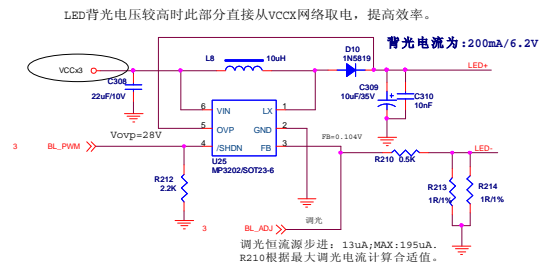 LED背光电压较高时此部分直接从VCCX网络取电，提高效率。
背光电流为:200mA/6.2V
L8 10uH
D10
1N5819
LED+
VCCx3
C308
22uF/10V
C309
10uF/35V
C310
10nF
6 VIN LX 1
5 OVP GND 2
4 /SHDN FB 3
Vovp=28V
U25
MP3202/SOT23-6
FB=0.104V
3 BL_PWM
R210 0.5K
LED-
R212
2.2K
R213
1R/1%
R214
1R/1%
3 BL_ADJ 调光
调光恒流源步进：13uA;MAX:195uA.
R210根据最大调光电流计算合适值。